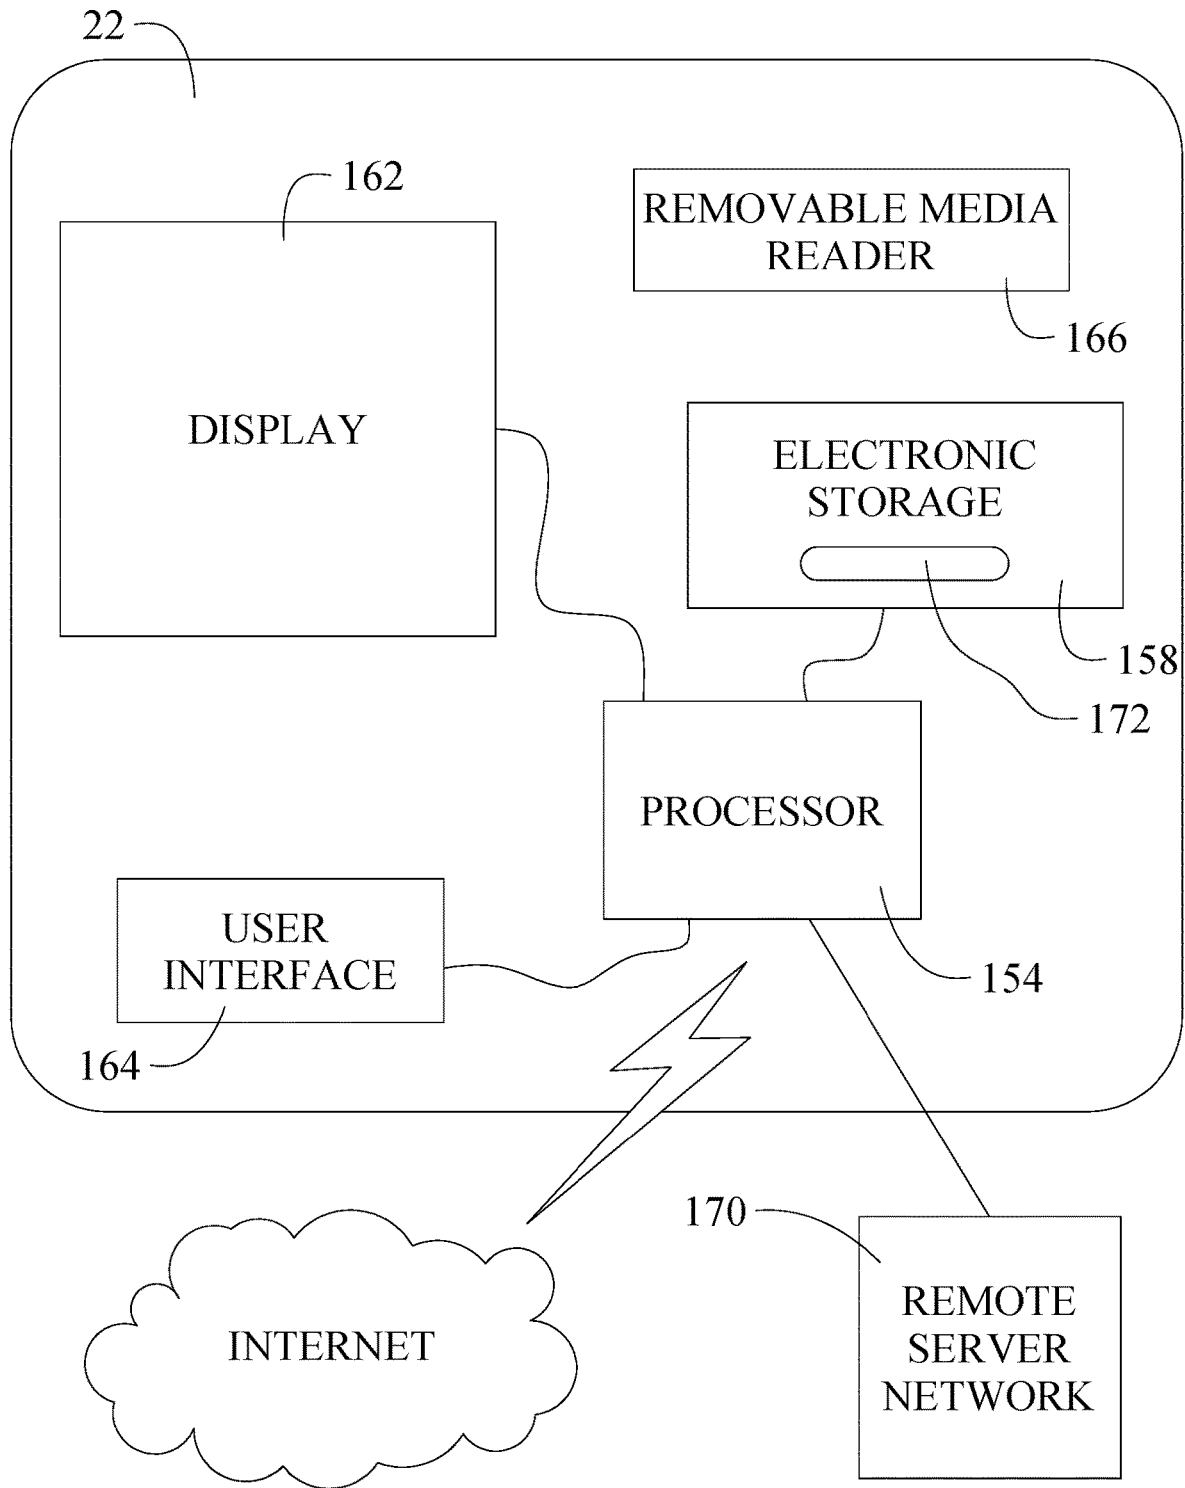 22
162
REMOVABLE MEDIA
READER
166
DISPLAY
ELECTRONIC
STORAGE
158
172
PROCESSOR
USER
INTERFACE
154
164
170
INTERNET
REMOTE
SERVER
NETWORK